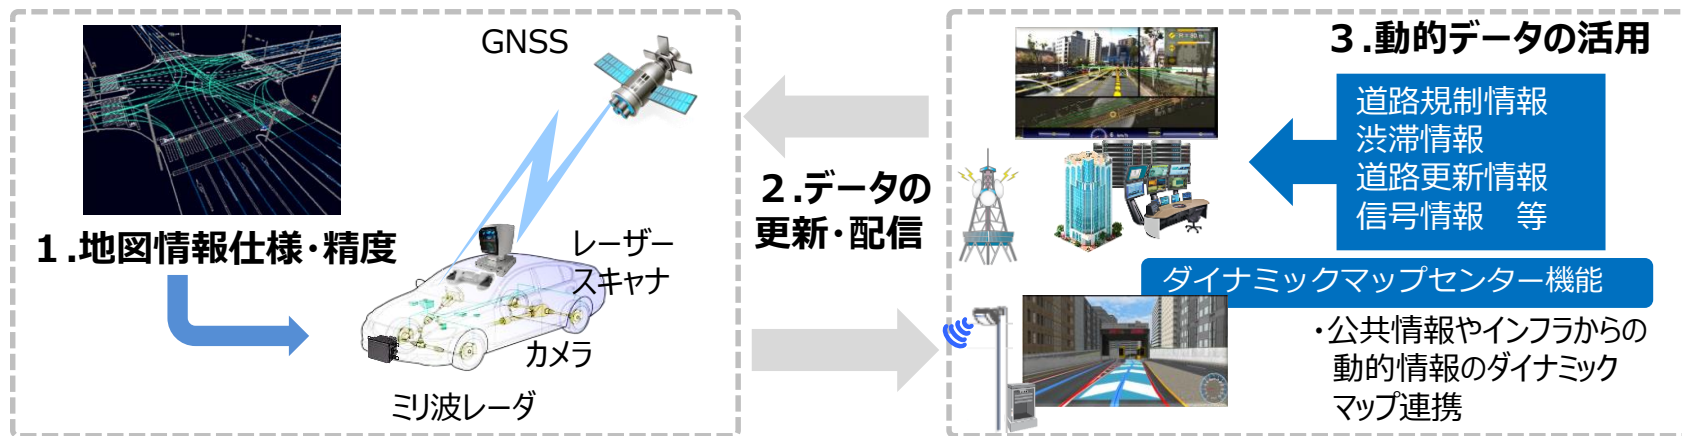 GNSS
１.地図情報仕様・精度
レーザー
スキャナ
カメラ
ミリ波レーダ
２.データの
更新・配信
３.動的データの活用
道路規制情報
渋滞情報
道路更新情報
信号情報　等
ダイナミックマップセンター機能
・公共情報やインフラからの
動的情報のダイナミック
マップ連携